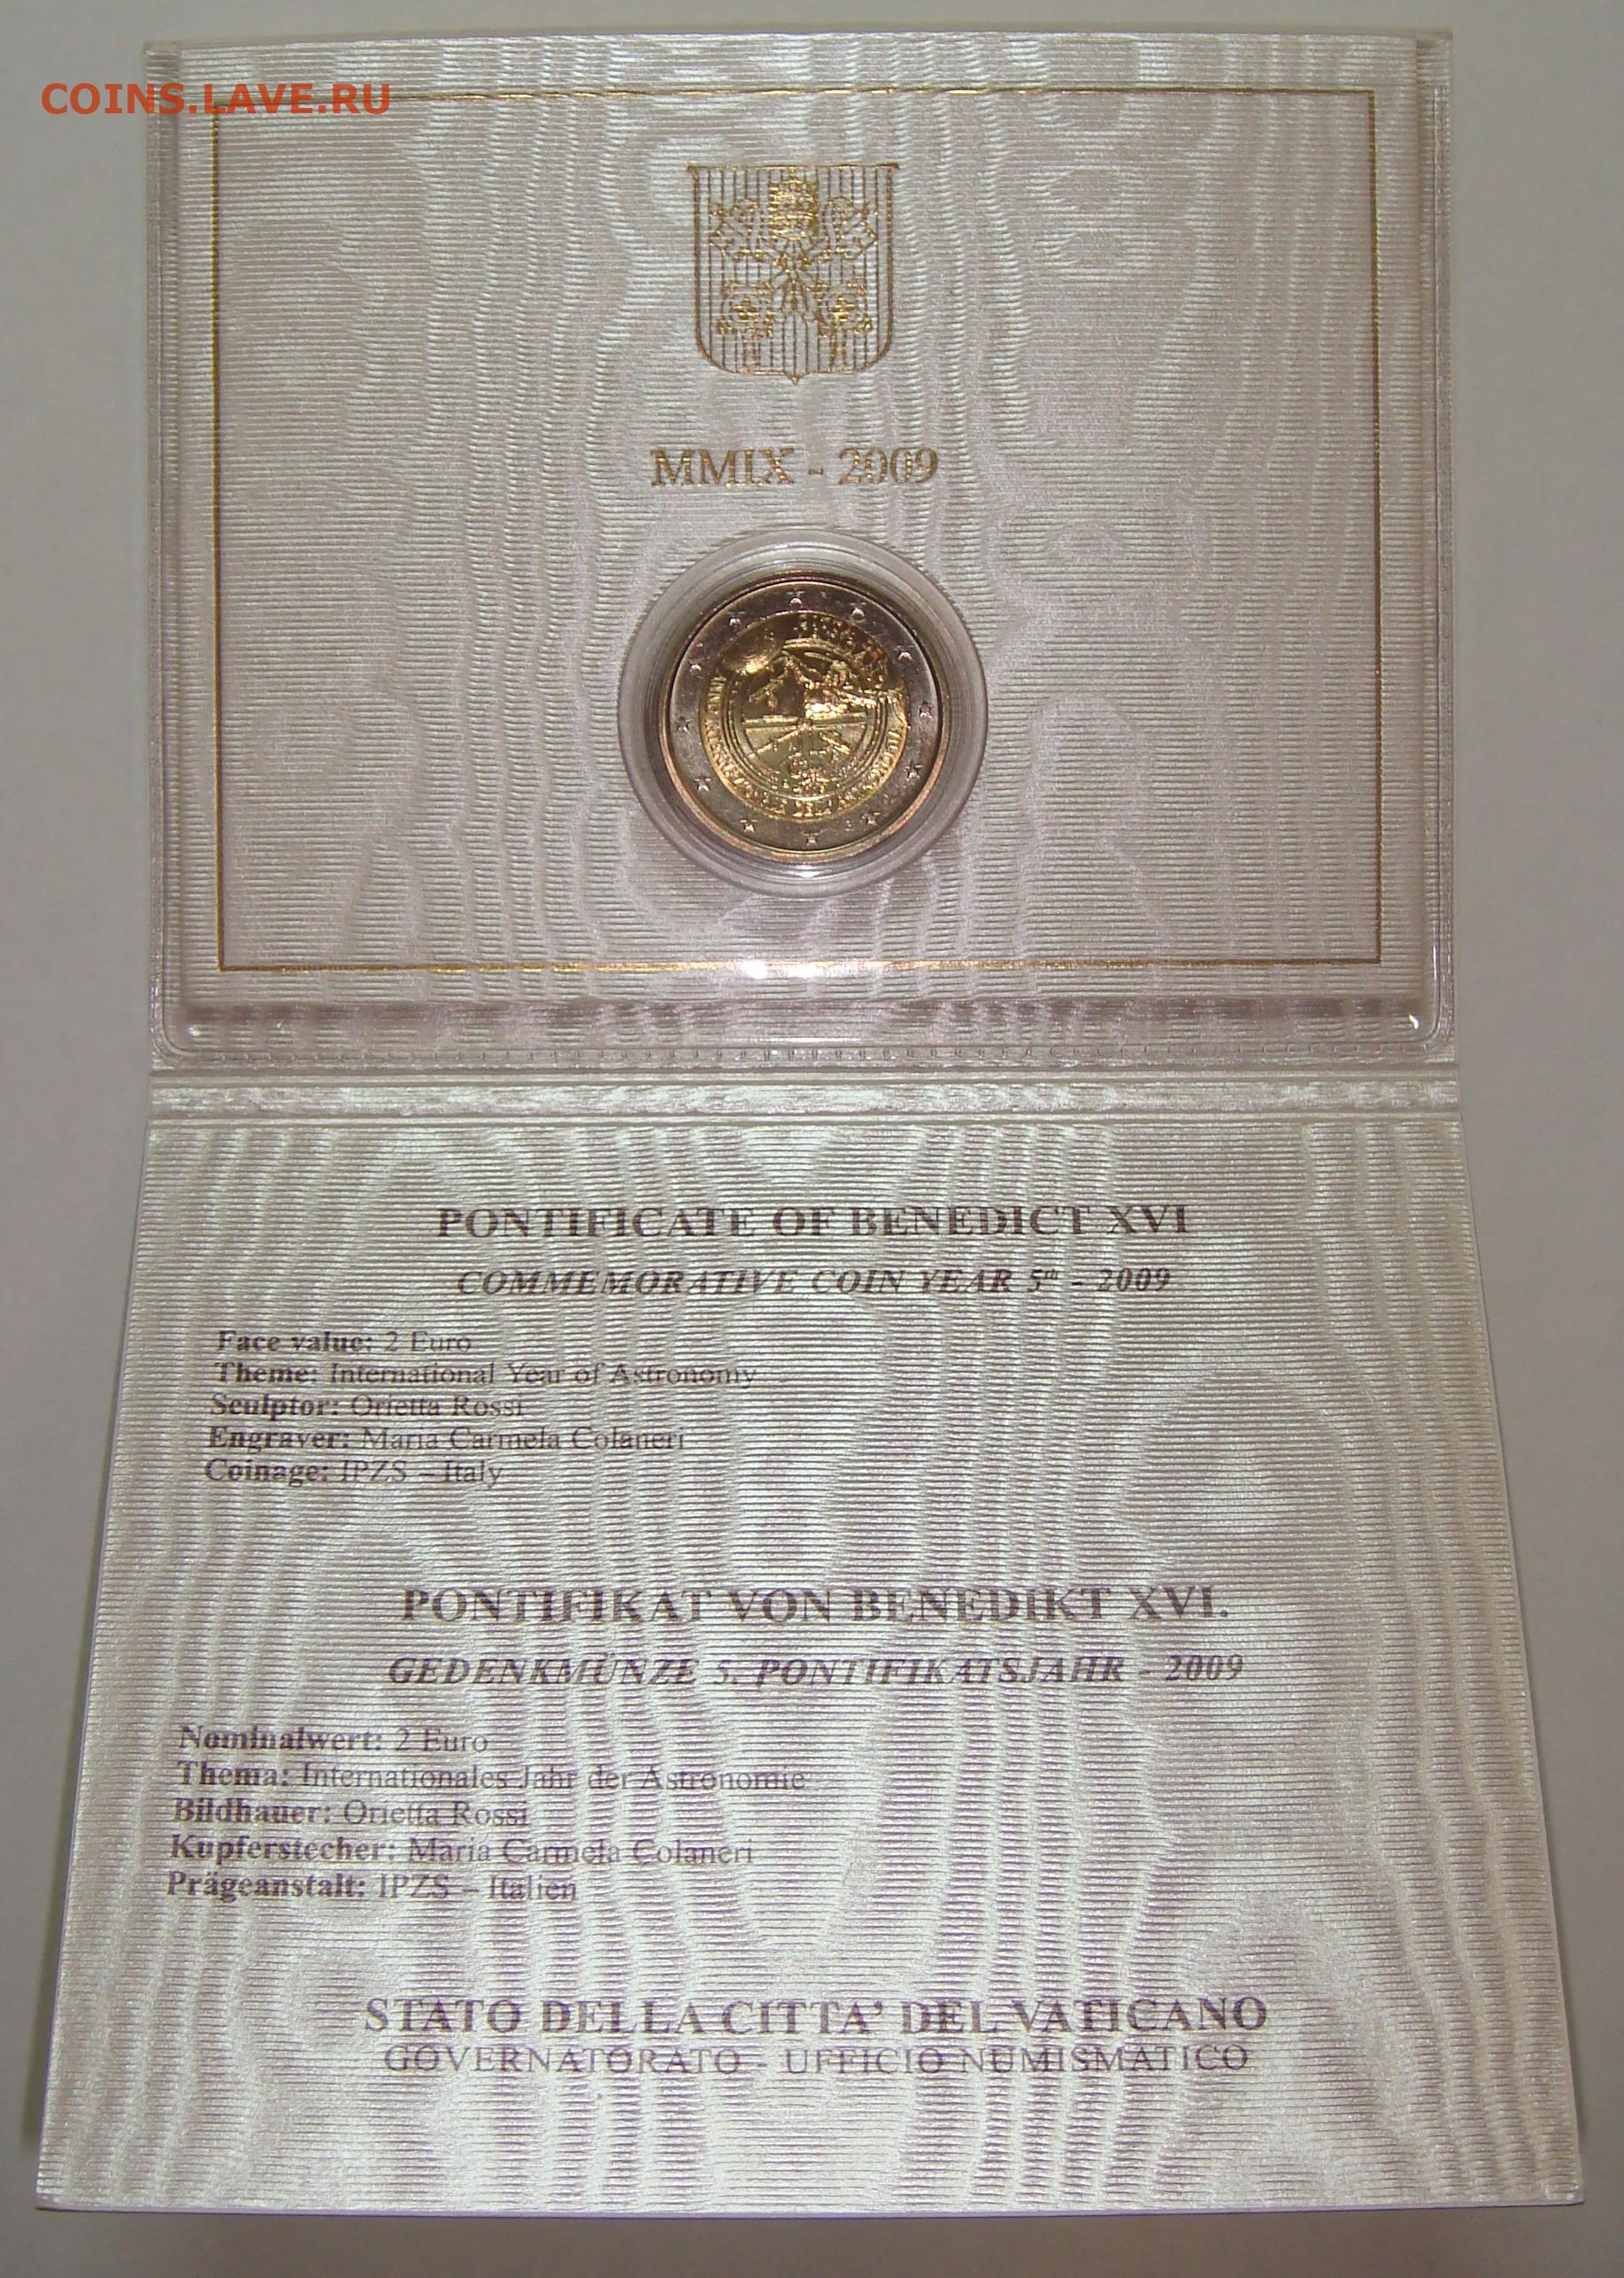 COINS.LAVE.RU
MMIX - 2009
PONTIFICATE OF BENEDICT XVI
COMMEMORATIVE COIN YEAR 5th - 2009
Face value: 2 Euro
Theme: International Year of Astronomy
Sculptor: Orietta Rossi
Engraver: Maria Carmela Colaneri
Coinage: IPZS – Italy
PONTIFIKAT VON BENEDIKT XVI.
GEDENKMÜNZE 5. PONTIFIKATSJAHR - 2009
Nominalwert: 2 Euro
Thema: Internationales Jahr der Astronomie
Bildhauer: Orietta Rossi
Kupferstecher: Maria Carmela Colaneri
Prägeanstalt: IPZS – Italien
STATO DELLA CITTA' DEL VATICANO
GOVERNATORATO - UFFICIO NUMISMATICO